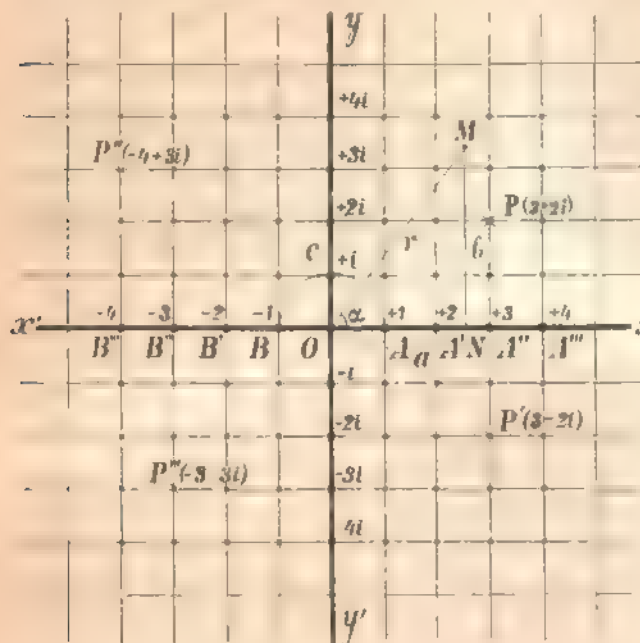 y
+4i
M
P'''(-4+3i)
+3i
+2i
P(3-2i)
C
+i
r
b
x'
-4 -3 -2 -1
α
+1 +2 +3 +4
B''' B'' B' B O
A a A' N A'' A'''
-i
-2i
P'(3-2i)
P''(-3 3i)
-3i
4i
y'